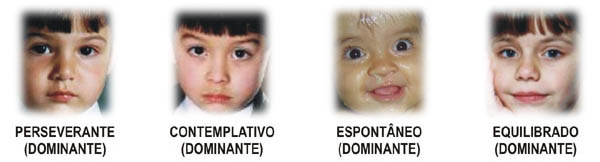 PERSEVERANTE
(DOMINANTE)
CONTEMPLATIVO
(DOMINANTE)
ESPONTÂNEO
(DOMINANTE)
EQUILIBRADO
(DOMINANTE)